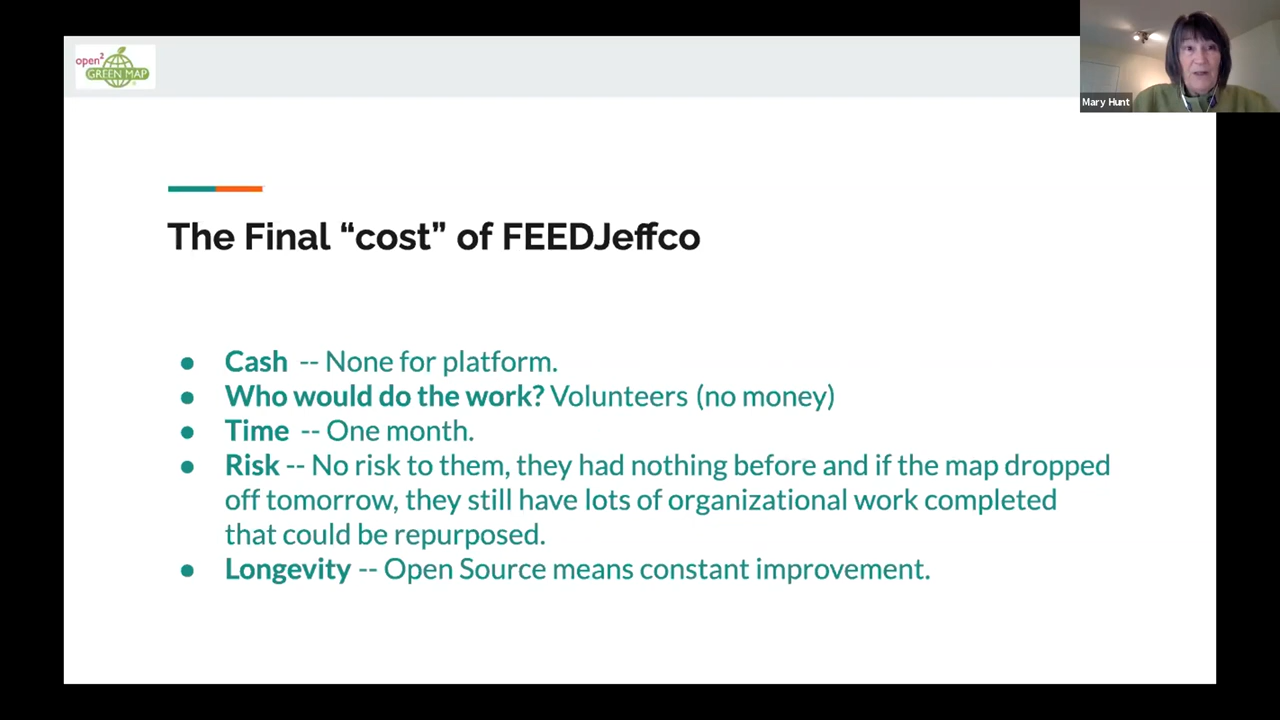 open²
GREEN MAP
Mary Hunt
The Final “cost” of FEEDJeffco
● Cash -- None for platform.
● Who would do the work? Volunteers (no money)
● Time -- One month.
● Risk -- No risk to them, they had nothing before and if the map dropped
off tomorrow, they still have lots of organizational work completed
that could be repurposed.
● Longevity -- Open Source means constant improvement.